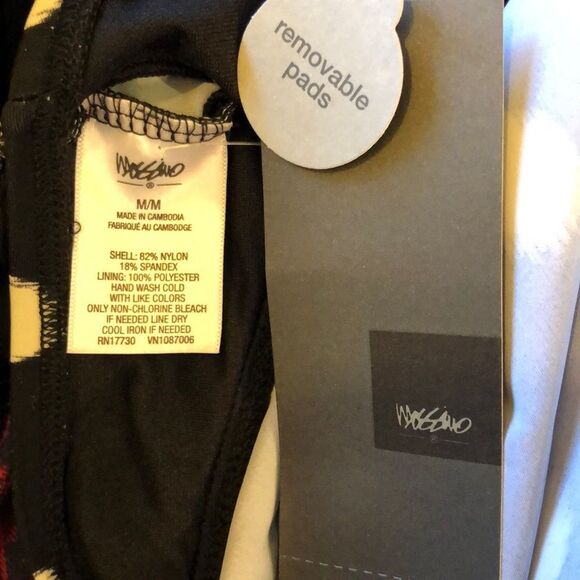 removable
pads
mossimo
®
M/M
MADE IN CAMBODIA
FABRIQUÉ AU CAMBODGE
SHELL: 82% NYLON
18% SPANDEX
LINING: 100% POLYESTER
HAND WASH COLD
WITH LIKE COLORS
ONLY NON-CHLORINE BLEACH
IF NEEDED LINE DRY
COOL IRON IF NEEDED
RN17730 VN1087006
mossimo
®